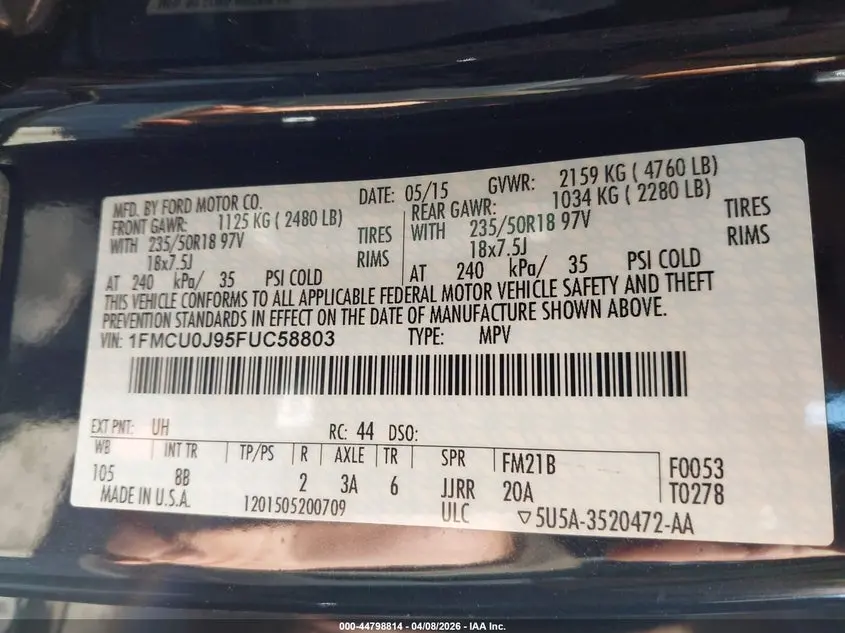 MFD. BY FORD MOTOR CO. DATE: 05/15 GVWR: 2159 KG ( 4760 LB)
FRONT GAWR: 1125 KG ( 2480 LB) REAR GAWR: 1034 KG ( 2280 LB)
WITH 235/50R18 97V TIRES WITH 235/50R18 97V TIRES
18x7.5J RIMS 18x7.5J RIMS
AT 240 kPa/ 35 PSI COLD AT 240 kPa/ 35 PSI COLD
THIS VEHICLE CONFORMS TO ALL APPLICABLE FEDERAL MOTOR VEHICLE SAFETY AND THEFT
PREVENTION STANDARDS IN EFFECT ON THE DATE OF MANUFACTURE SHOWN ABOVE.
VIN: 1FMCU0J95FUC58803 TYPE: MPV
EXT PNT: UH RC: 44 DSO:
WB INT TR TP/PS R AXLE TR SPR FM21B F0053
105 8B 2 3A 6 JJRR 20A T0278
MADE IN U.S.A. 1201505200709 ULC ▽5U5A-3520472-AA
000-44798814 | 04/08/2026 | IAA Inc.